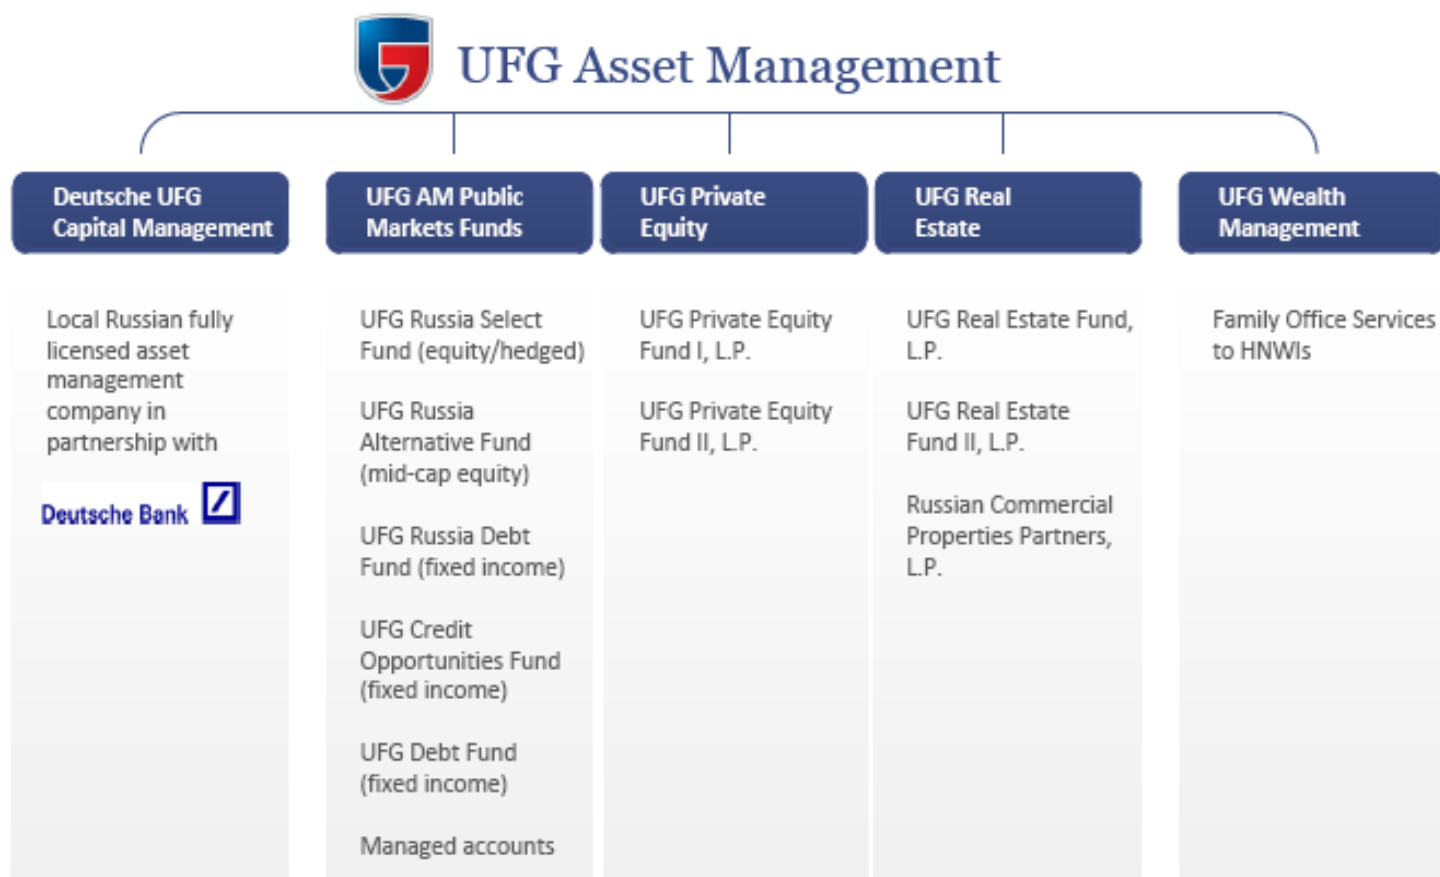 UFG Asset Management
Deutsche UFG
Capital Management
Local Russian fully
licensed asset
management
company in
partnership with
Deutsche Bank
UFG AM Public
Markets Funds
UFG Russia Select
Fund (equity/hedged)
UFG Russia
Alternative Fund
(mid-cap equity)
UFG Russia Debt
Fund (fixed income)
UFG Credit
Opportunities Fund
(fixed income)
UFG Debt Fund
(fixed income)
Managed accounts
UFG Private
Equity
UFG Private Equity
Fund I, L.P.
UFG Private Equity
Fund II, L.P.
UFG Real
Estate
UFG Real Estate Fund,
L.P.
UFG Real Estate
Fund II, L.P.
Russian Commercial
Properties Partners,
L.P.
UFG Wealth
Management
Family Office Services
to HNWIs